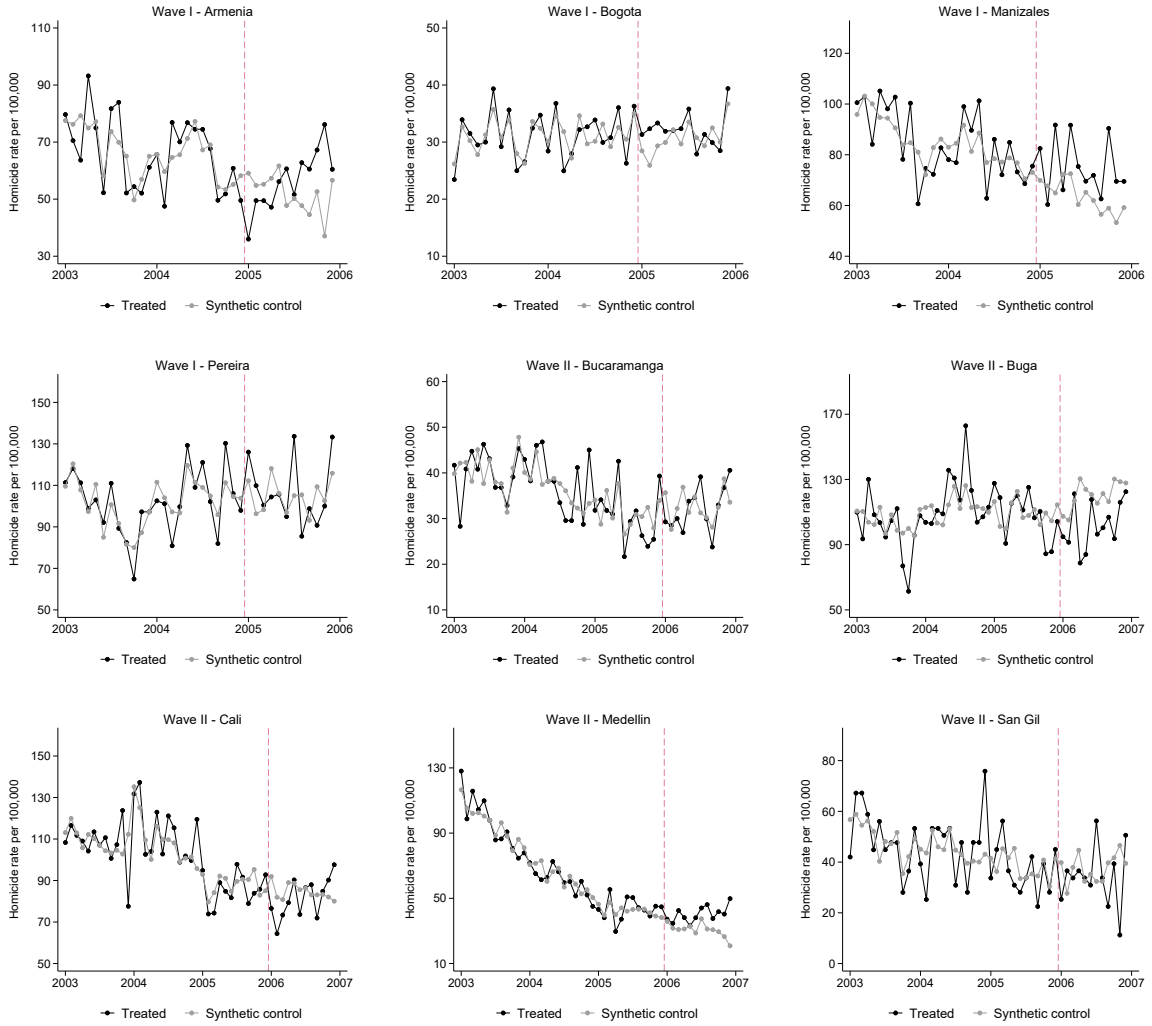 Wave I - Armenia
Homicide rate per 100,000
110
90
70
50
30
2003 2004 2005 2006
Treated Synthetic control
Wave I - Bogota
Homicide rate per 100,000
50
40
30
20
10
2003 2004 2005 2006
Treated Synthetic control
Wave I - Manizales
Homicide rate per 100,000
120
100
80
60
40
2003 2004 2005 2006
Treated Synthetic control
Wave I - Pereira
Homicide rate per 100,000
150
130
110
90
70
50
2003 2004 2005 2006
Treated Synthetic control
Wave II - Bucaramanga
Homicide rate per 100,000
60
50
40
30
20
10
2003 2004 2005 2006 2007
Treated Synthetic control
Wave II - Buga
Homicide rate per 100,000
170
130
90
50
2003 2004 2005 2006 2007
Treated Synthetic control
Wave II - Cali
Homicide rate per 100,000
150
130
110
90
70
50
2003 2004 2005 2006 2007
Treated Synthetic control
Wave II - Medellin
Homicide rate per 100,000
130
90
50
10
2003 2004 2005 2006 2007
Treated Synthetic control
Wave II - San Gil
Homicide rate per 100,000
80
60
40
20
0
2003 2004 2005 2006 2007
Treated Synthetic control